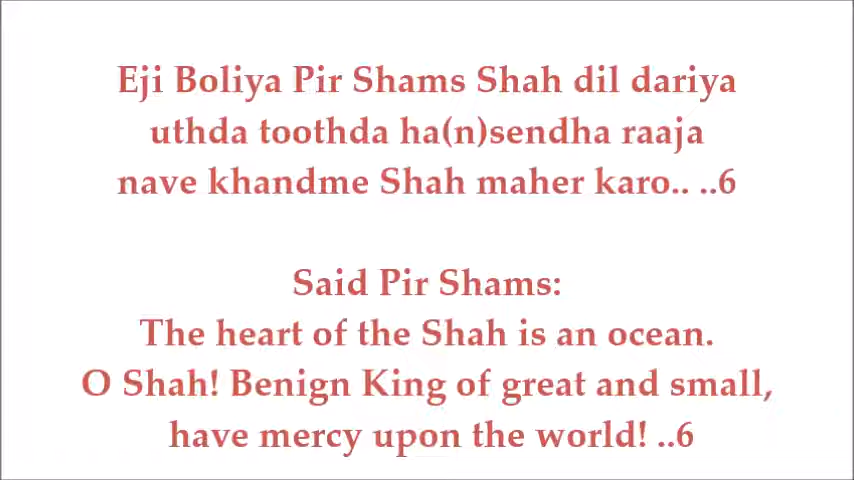 Eji Boliya Pir Shams Shah dil dariya
uthda toothda ha(n)sendha raaja
nave khandme Shah maher karo.. ..6
Said Pir Shams:
The heart of the Shah is an ocean.
O Shah! Benign King of great and small,
have mercy upon the world! ..6